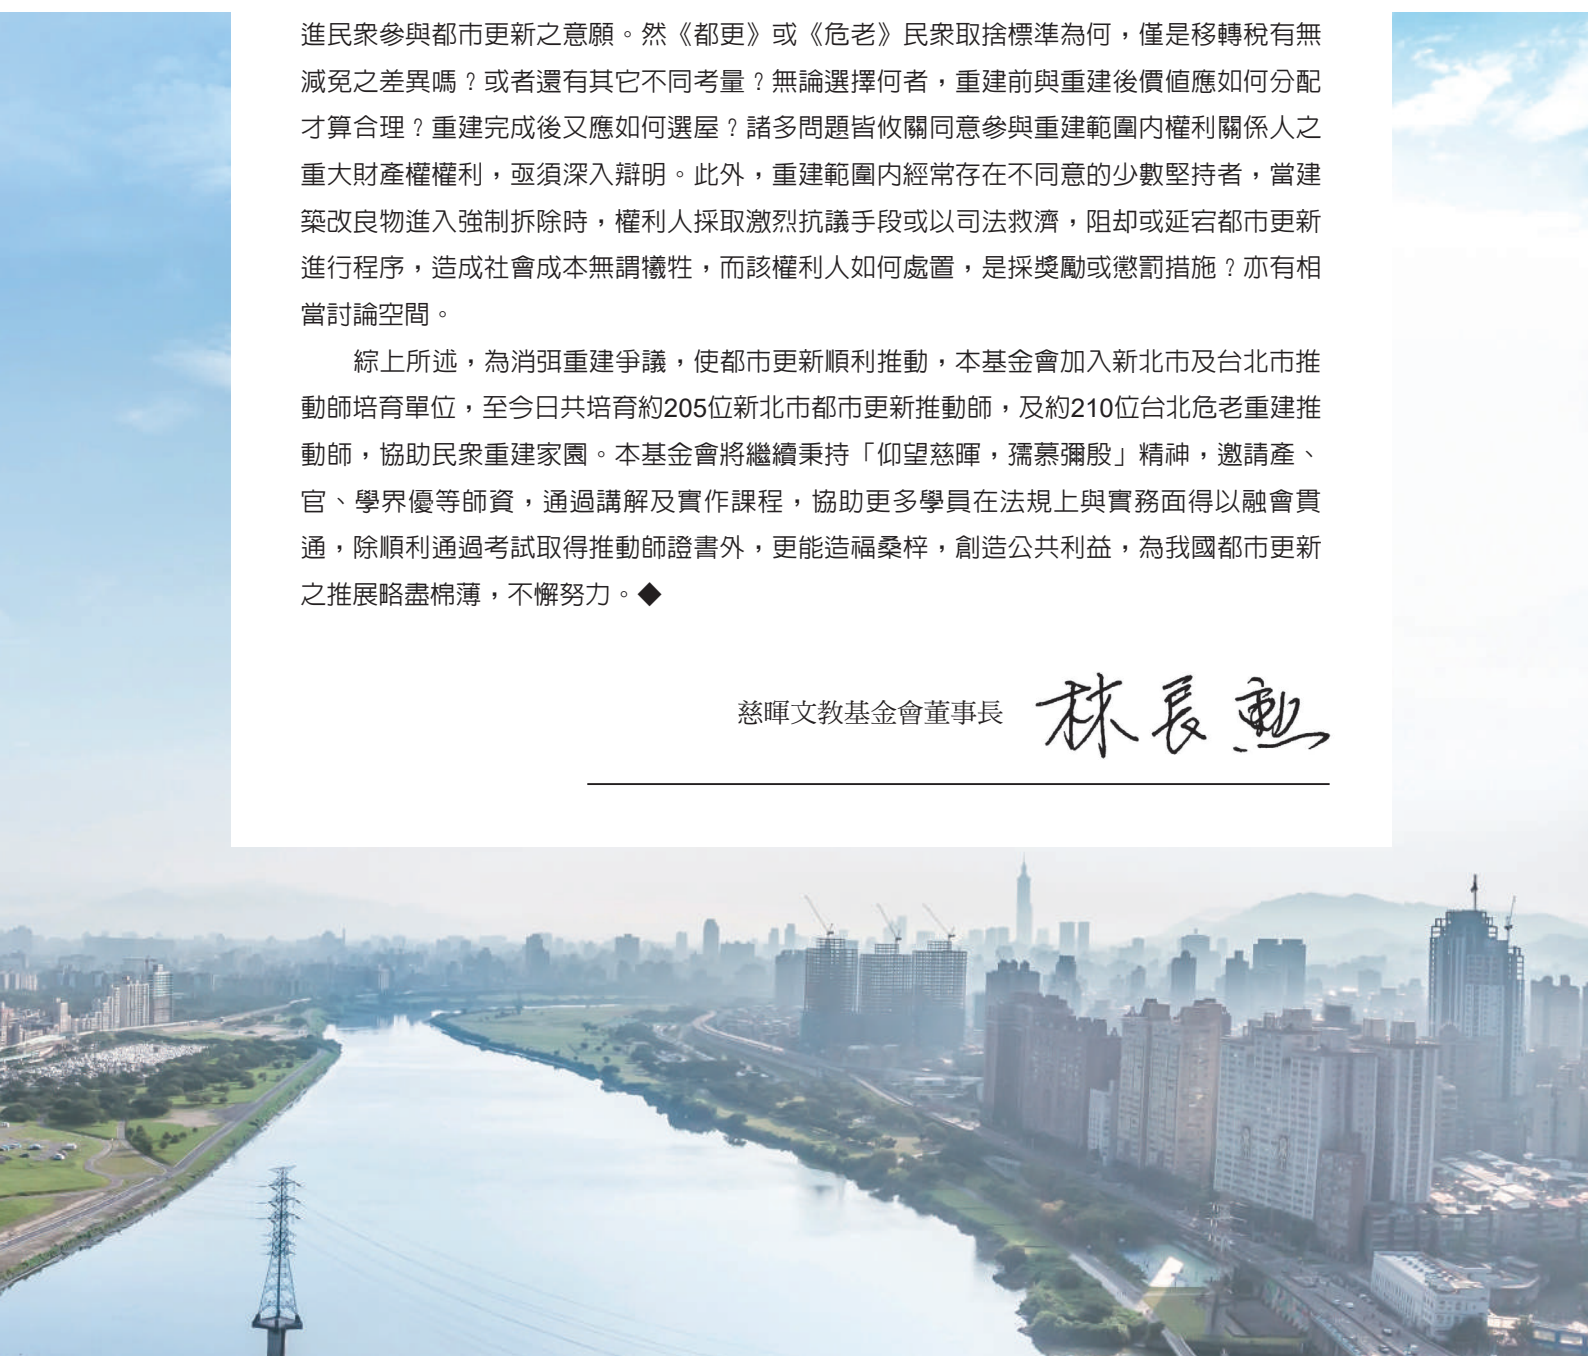 進民衆參與都市更新之意願。然《都更》或《危老》民衆取捨標準為何，僅是移轉稅有無
減免之差異嗎？或者還有其它不同考量？無論選擇何者，重建前與重建後價值應如何分配
才算合理？重建完成後又應如何選屋？諸多問題皆攸關同意參與重建範圍內權利關係人之
重大財產權權利，亟須深入辯明。此外，重建範圍內經常存在不同意的少數堅持者，當建
築改良物進入強制拆除時，權利人採取激烈抗議手段或以司法救濟，阻却或延宕都市更新
進行程序，造成社會成本無謂犧牲，而該權利人如何處置，是採獎勵或懲罰措施？亦有相
當討論空間。
綜上所述，為消弭重建爭議，使都市更新順利推動，本基金會加入新北市及台北市推
動師培育單位，至今日共培育約205位新北市都市更新推動師，及約210位台北危老重建推
動師，協助民衆重建家園。本基金會將繼續秉持「仰望慈暉，孺慕彌殷」精神，邀請產、
官、學界優等師資，通過講解及實作課程，協助更多學員在法規上與實務面得以融會貫
通，除順利通過考試取得推動師證書外，更能造福桑梓，創造公共利益，為我國都市更新
之推展略盡棉薄，不懈努力。◆
慈暉文教基金會董事長 林長勳